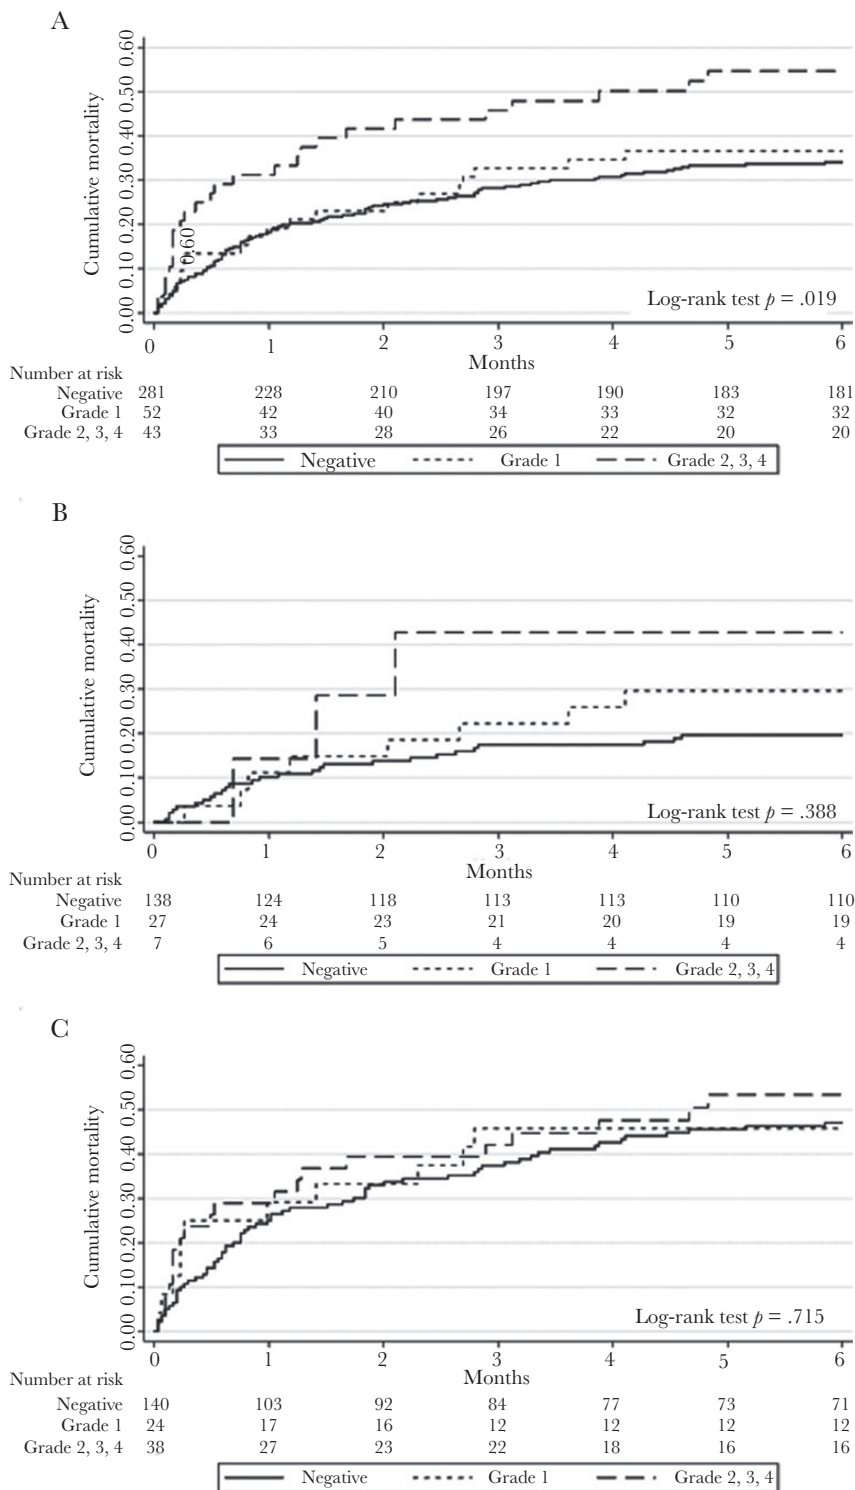 A
Cumulative mortality
0.60
0.50
0.40
0.30
0.20
0.10
0.00
0.60
Log-rank test p = .019
0 1 2 3 4 5 6
Months
Number at risk
Negative 281 228 210 197 190 183 181
Grade 1 52 42 40 34 33 32 32
Grade 2, 3, 4 43 33 28 26 22 20 20
Negative Grade 1 Grade 2, 3, 4
B
Cumulative mortality
0.60
0.50
0.40
0.30
0.20
0.10
0.00
Log-rank test p = .388
0 1 2 3 4 5 6
Months
Number at risk
Negative 138 124 118 113 113 110 110
Grade 1 27 24 23 21 20 19 19
Grade 2, 3, 4 7 6 5 4 4 4 4
Negative Grade 1 Grade 2, 3, 4
C
Cumulative mortality
0.60
0.50
0.40
0.30
0.20
0.10
0.00
Log-rank test p = .715
0 1 2 3 4 5 6
Months
Number at risk
Negative 140 103 92 84 77 73 71
Grade 1 24 17 16 12 12 12 12
Grade 2, 3, 4 38 27 23 22 18 16 16
Negative Grade 1 Grade 2, 3, 4